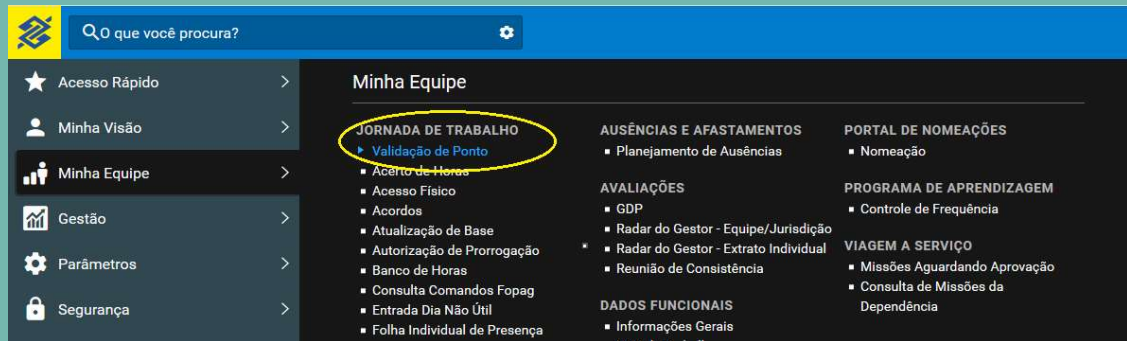 O que você procura?
Acesso Rápido
Minha Visão
Minha Equipe
Gestão
Parâmetros
Segurança
Minha Equipe
JORNADA DE TRABALHO
Validação de Ponto
Acerto de Horas
Acesso Físico
Acordos
Atualização de Base
Autorização de Prorrogação
Banco de Horas
Consulta Comandos Fopag
Entrada Dia Não Útil
Folha Individual de Presença
AUSÊNCIAS E AFASTAMENTOS
Planejamento de Ausências
AVALIAÇÕES
GDP
Radar do Gestor - Equipe/Jurisdição
Radar do Gestor - Extrato Individual
Reunião de Consistência
DADOS FUNCIONAIS
Informações Gerais
PORTAL DE NOMEAÇÕES
Nomeação
PROGRAMA DE APRENDIZAGEM
Controle de Frequência
VIAGEM A SERVIÇO
Missões Aguardando Aprovação
Consulta de Missões da
Dependência